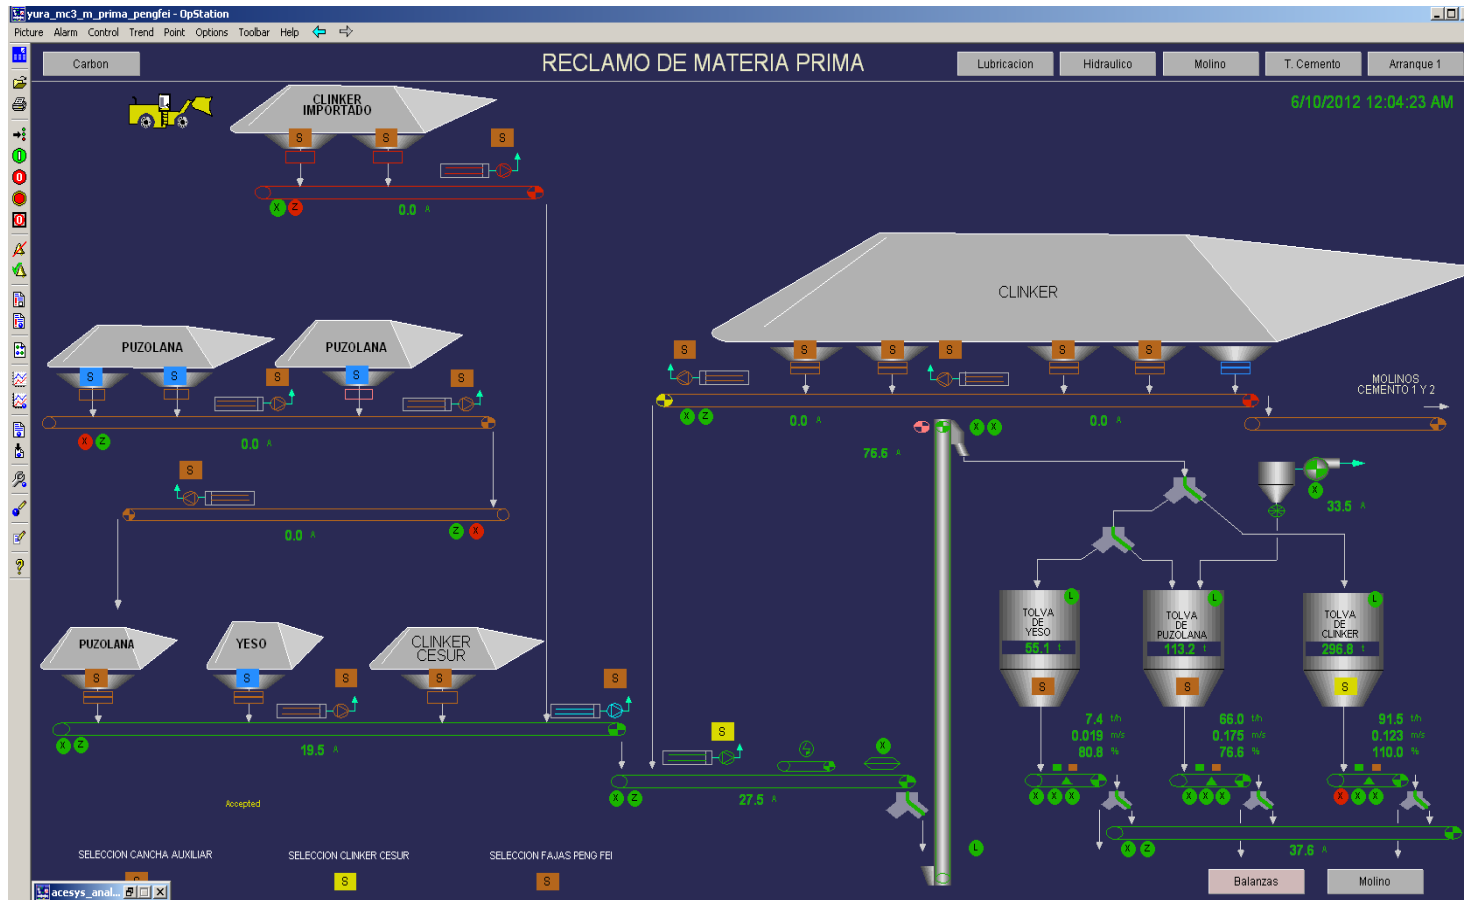 yura_mc3_m_prima_pengfei - OpStation
Picture Alarm Control Trend Point Options Toolbar Help
Carbon
RECLAMO DE MATERIA PRIMA
Lubricacion Hidraulico Molino T. Cemento Arranque 1
6/10/2012 12:04:23 AM
CLINKER
IMPORTADO
S S S
X Z 0.0 A
CLINKER
PUZOLANA PUZOLANA
S S S S S
S S S S S S
MOLINOS
CEMENTO 1 Y 2
X Z 0.0 A
X Z 0.0 A 0.0 A
76.6 A X X
S
0.0 A Z X
X
33.5 A
PUZOLANA YESO CLINKER
CESUR
S S S S S
X Z 19.5 A
L L L
TOLVA
DE
YESO
55.1 t
S
TOLVA
DE
PUZOLANA
113.2 t
S
TOLVA
DE
CLINKER
296.8 t
S
7.4 t/h 66.0 t/h 91.5 t/h
0.019 m/s 0.175 m/s 0.123 m/s
80.8 % 76.6 % 110.0 %
S X
X Z 27.5 A
X X X X X X X X X
Accepted
L
X Z 37.6 A
SELECCION CANCHA AUXILIAR SELECCION CLINKER CESUR SELECCION FAJAS PENG FEI
S S S
Balanzas Molino
acesys_anal...